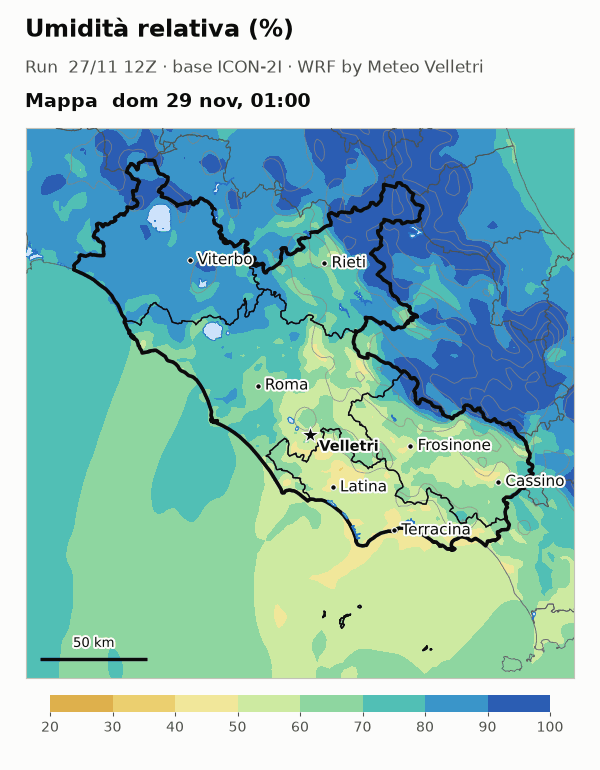 Umidità relativa (%)
Run  27/11 12Z · base ICON-2I · WRF by Meteo Velletri
Mappa  dom 29 nov, 01:00
Viterbo
Rieti
Roma
Velletri
Frosinone
Cassino
Latina
Terracina
50 km
20 30 40 50 60 70 80 90 100